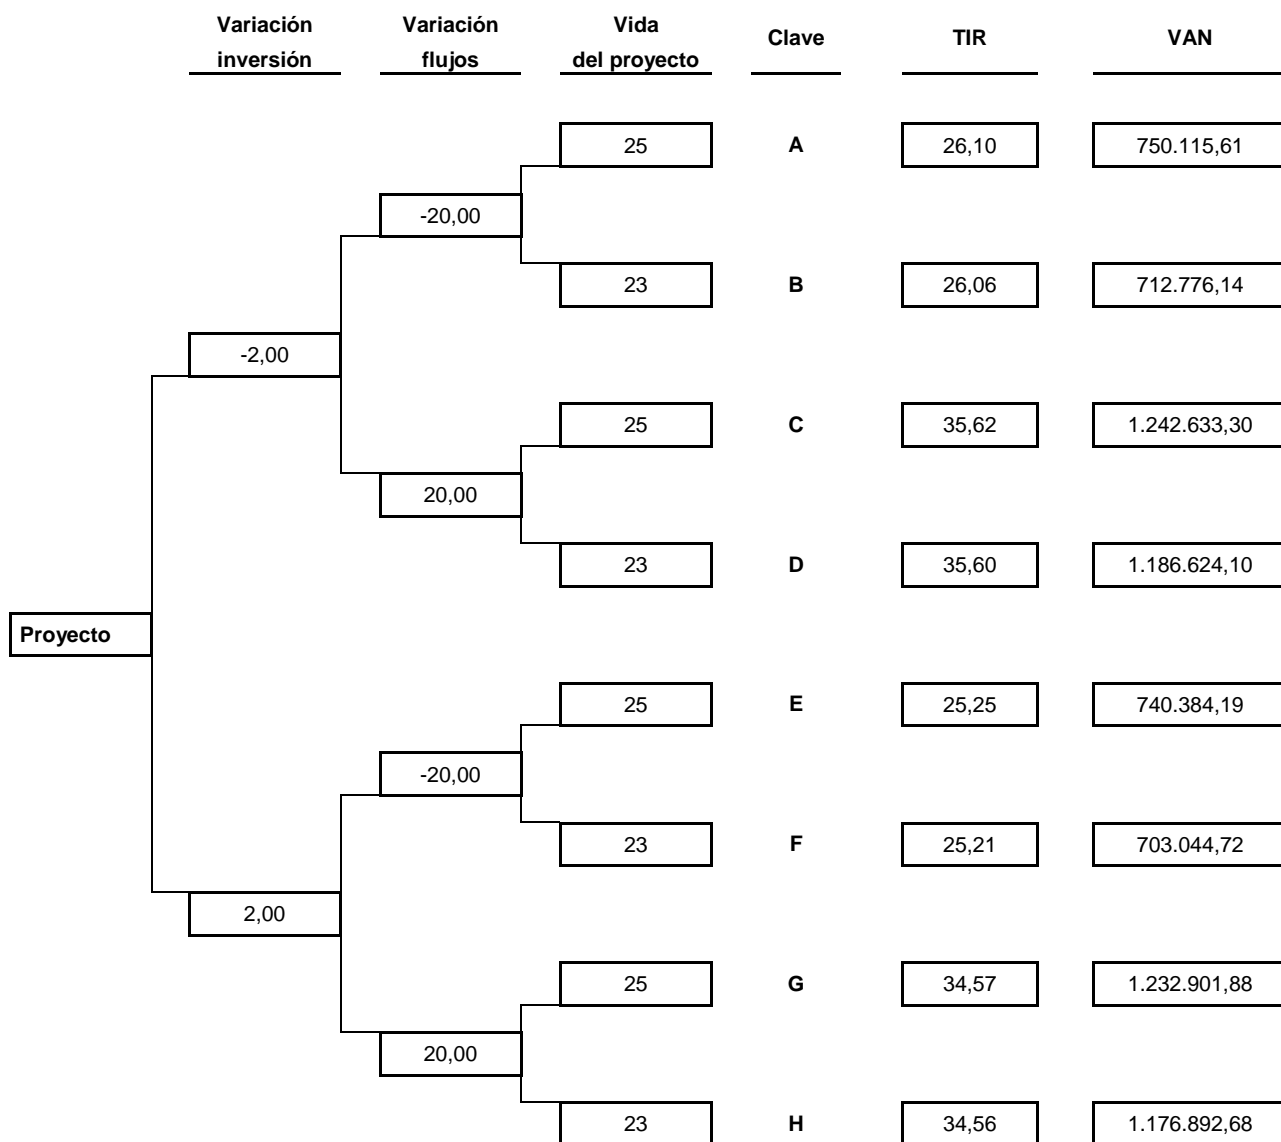 Variación Variación Vida Clave TIR VAN
inversión flujos del proyecto
25 A 26,10 750.115,61
-20,00
23 B 26,06 712.776,14
-2,00
25 C 35,62 1.242.633,30
20,00
23 D 35,60 1.186.624,10
Proyecto
25 E 25,25 740.384,19
-20,00
23 F 25,21 703.044,72
2,00
25 G 34,57 1.232.901,88
20,00
23 H 34,56 1.176.892,68